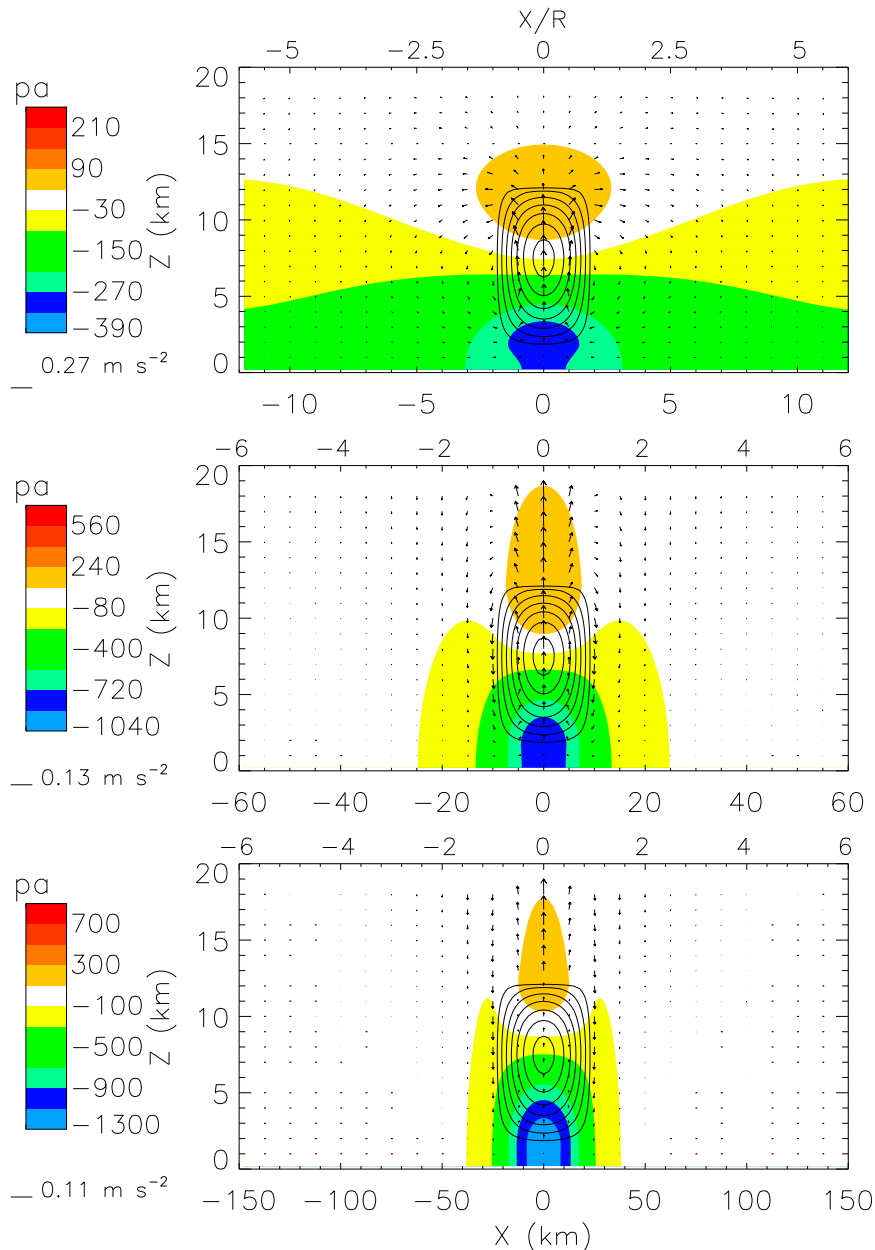 X/R
−5 −2.5 0 2.5 5
pa
210
90
−30
−150
−270
−390
0.27 m s⁻²
Z (km)
20
15
10
5
0
−10 −5 0 5 10
−6 −4 −2 0 2 4 6
pa
560
240
−80
−400
−720
−1040
0.13 m s⁻²
Z (km)
20
15
10
5
0
−60 −40 −20 0 20 40 60
−6 −4 −2 0 2 4 6
pa
700
300
−100
−500
−900
−1300
0.11 m s⁻²
Z (km)
20
15
10
5
0
−150 −100 −50 0 50 100 150
X (km)